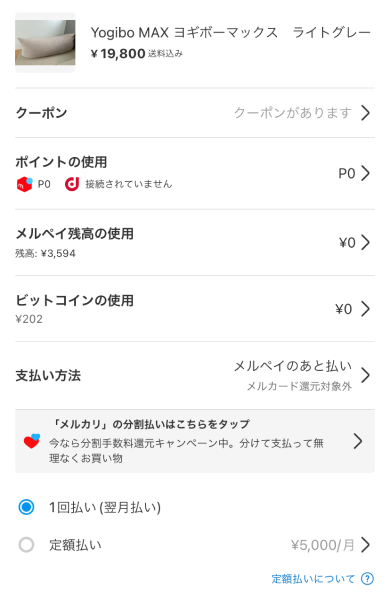 Yogibo MAX ヨギボーマックス　ライトグレー
¥ 19,800 送料込み
クーポン
クーポンがあります
ポイントの使用
P0 接続されていません
P0
メルペイ残高の使用
残高: ¥3,594
¥0
ビットコインの使用
¥202
¥0
支払い方法
メルペイのあと払い
メルカード還元対象外
「メルカリ」の分割払いはこちらをタップ
今なら分割手数料還元キャンペーン中。分けて支払って無
理なくお買い物
1回払い (翌月払い)
定額払い
¥5,000/月
定額払いについて ?